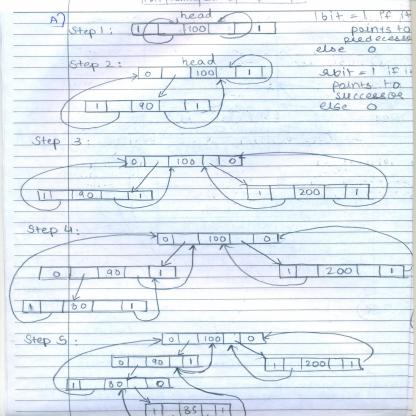 A)
head
Step 1: 1 100 1
1bit = 1 if it
points to
predecessor
else 0
Step 2: head
0 100 1
1 90 1
rbit = 1 if it
points to
successor
else 0
Step 3:
0 100 0
1 90 1 1 200 1
Step 4
0 100 0
0 90 1 1 200 1
1 80 1
Step 5
0 100 0
0 90 1 1 200 1
1 80 0
1 85 1